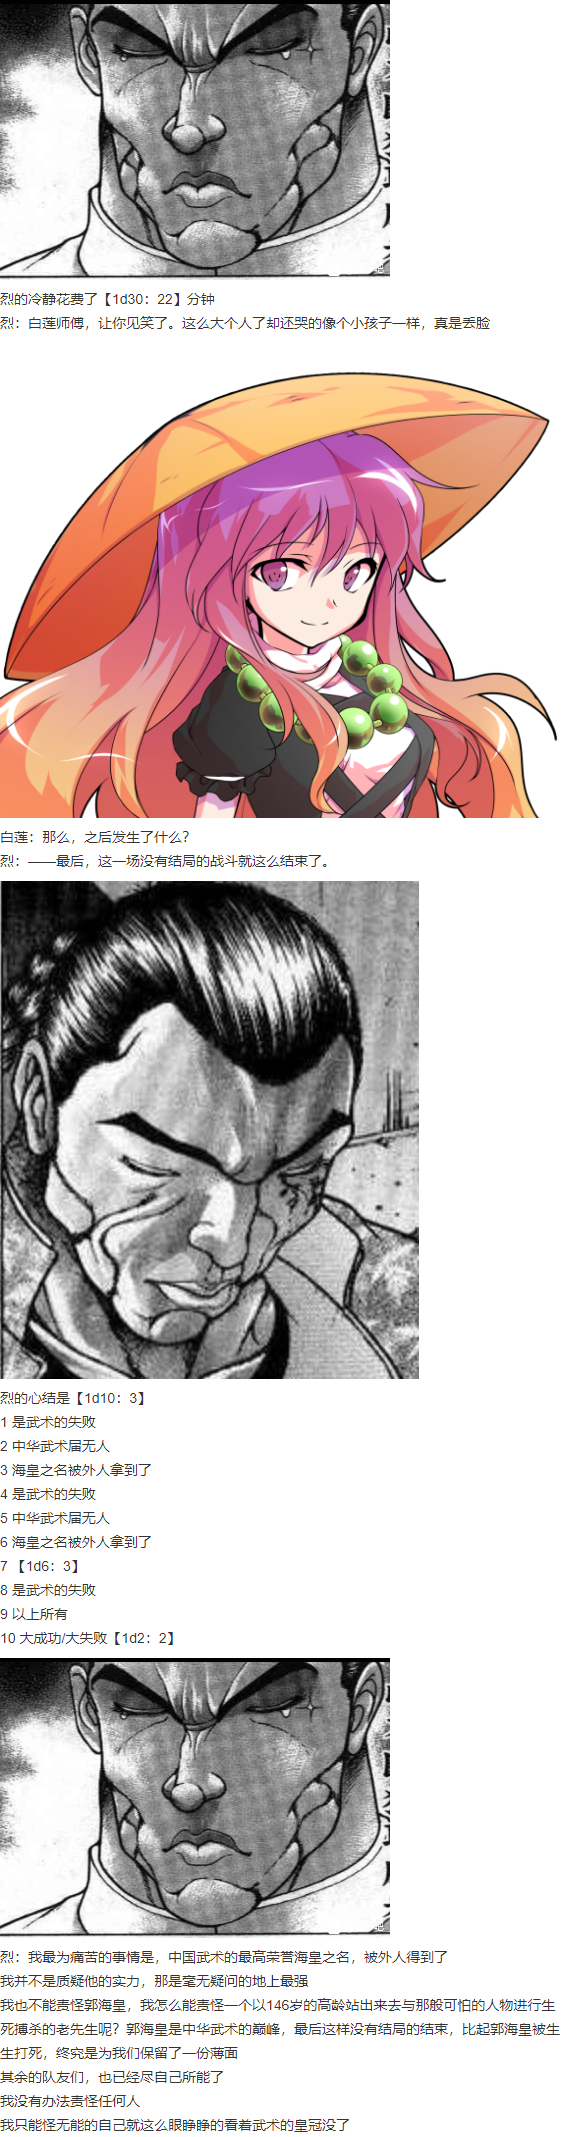 烈的冷静花费了【1d30：22】分钟
烈：白莲师傅，让你见笑了。这么大个人了却还哭的像个小孩子一样，真是丢脸
白莲：那么，之后发生了什么？
烈：——最后，这一场没有结局的战斗就这么结束了。
烈的心结是【1d10：3】
1 是武术的失败
2 中华武术届无人
3 海皇之名被外人拿到了
4 是武术的失败
5 中华武术届无人
6 海皇之名被外人拿到了
7 【1d6：3】
8 是武术的失败
9 以上所有
10 大成功/大失败【1d2：2】
烈：我最为痛苦的事情是，中国武术的最高荣誉海皇之名，被外人得到了
我并不是质疑他的实力，那是毫无疑问的地上最强
我也不能责怪郭海皇，我怎么能责怪一个以146岁的高龄站出来去与那般可怕的人物进行生
死搏杀的老先生呢？郭海皇是中华武术的巅峰，最后这样没有结局的结束，比起郭海皇被生
生打死，终究是为我们保留了一份薄面
其余的队友们，也已经尽自己所能了
我没有办法责怪任何人
我只能怪无能的自己就这么眼睁睁的看着武术的皇冠没了